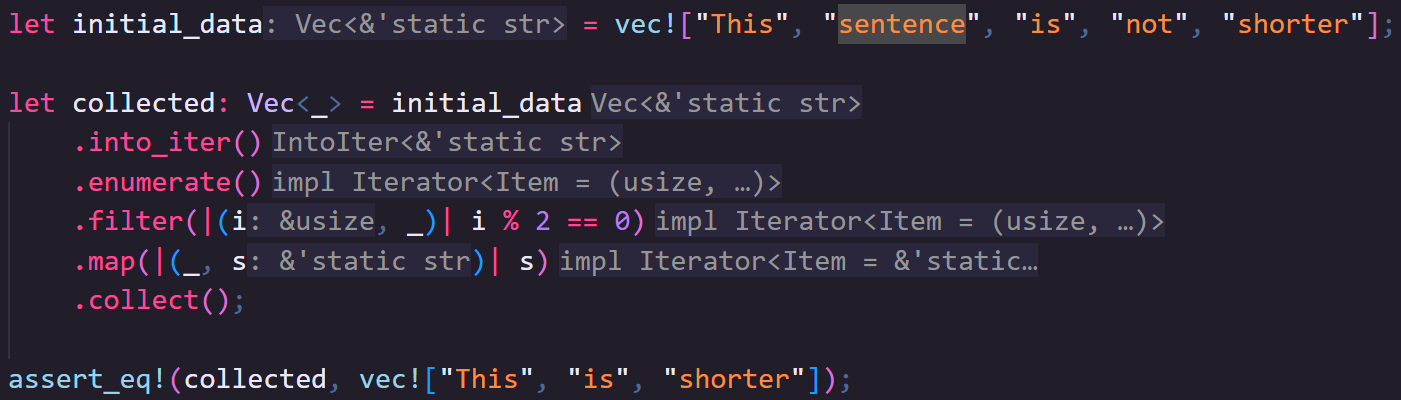 let initial_data: Vec<&'static str> = vec!["This", "sentence", "is", "not", "shorter"];
let collected: Vec<_> = initial_data Vec<&'static str>
.into_iter() IntoIter<&'static str>
.enumerate() impl Iterator<Item = (usize, …)>
.filter(|(i: &usize, _)| i % 2 == 0) impl Iterator<Item = (usize, …)>
.map(|(_, s: &'static str)| s) impl Iterator<Item = &'static…
.collect();
assert_eq!(collected, vec!["This", "is", "shorter"]);